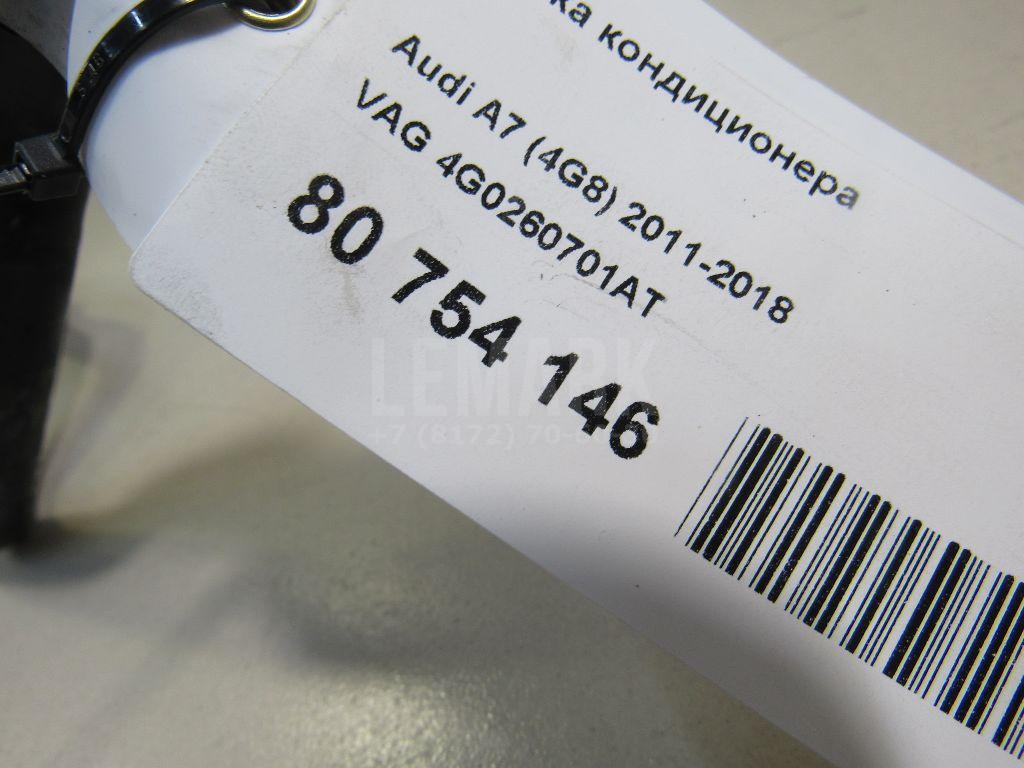 ка кондиционера
Audi A7 (4G8) 2011-2018
VAG 4G0260701AT
80 754 146
LEMARK
+7 (8172) 70-